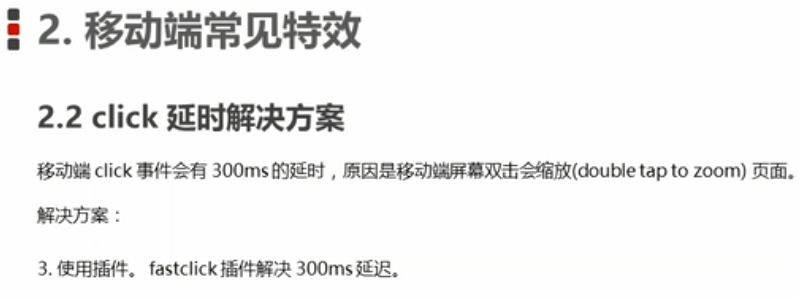 2. 移动端常见特效
2.2 click 延时解决方案
移动端 click 事件会有 300ms 的延时，原因是移动端屏幕双击会缩放(double tap to zoom) 页面。
解决方案：
3. 使用插件。 fastclick 插件解决 300ms 延迟。